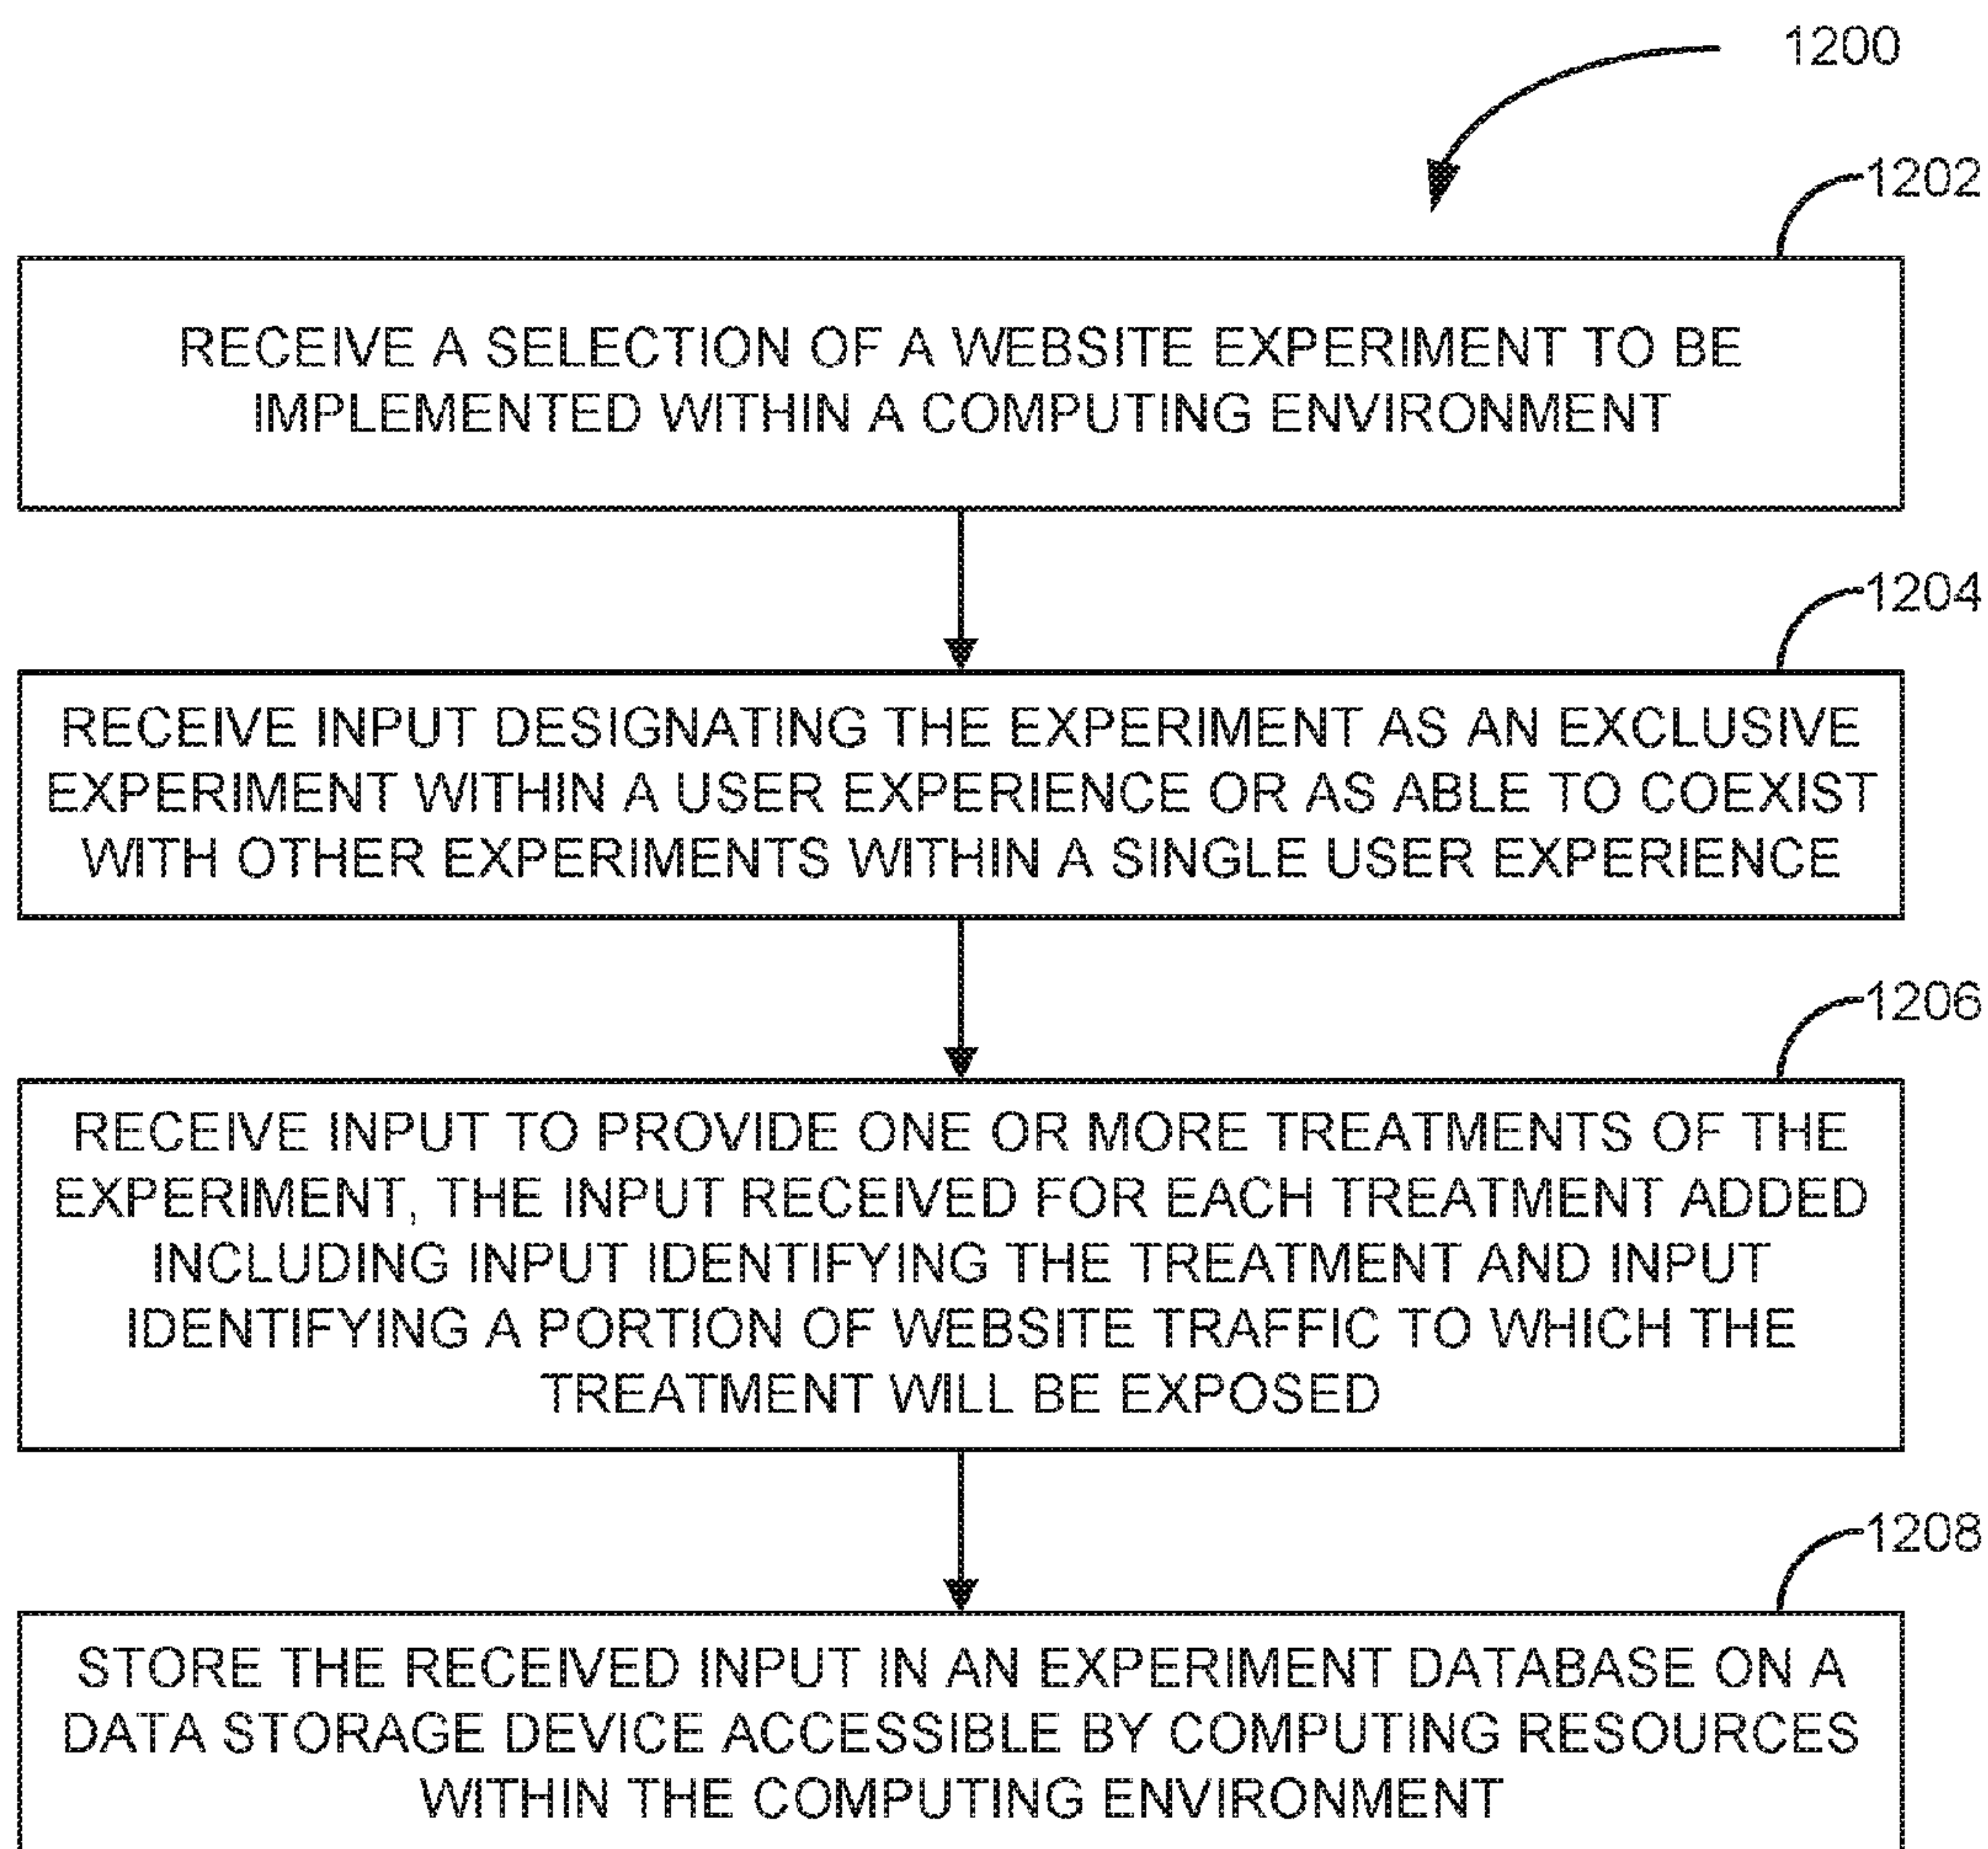 1200
1202
RECEIVE A SELECTION OF A WEBSITE EXPERIMENT TO BE
IMPLEMENTED WITHIN A COMPUTING ENVIRONMENT
1204
RECEIVE INPUT DESIGNATING THE EXPERIMENT AS AN EXCLUSIVE
EXPERIMENT WITHIN A USER EXPERIENCE OR AS ABLE TO COEXIST
WITH OTHER EXPERIMENTS WITHIN A SINGLE USER EXPERIENCE
1206
RECEIVE INPUT TO PROVIDE ONE OR MORE TREATMENTS OF THE
EXPERIMENT, THE INPUT RECEIVED FOR EACH TREATMENT ADDED
INCLUDING INPUT IDENTIFYING THE TREATMENT AND INPUT
IDENTIFYING A PORTION OF WEBSITE TRAFFIC TO WHICH THE
TREATMENT WILL BE EXPOSED
1208
STORE THE RECEIVED INPUT IN AN EXPERIMENT DATABASE ON A
DATA STORAGE DEVICE ACCESSIBLE BY COMPUTING RESOURCES
WITHIN THE COMPUTING ENVIRONMENT